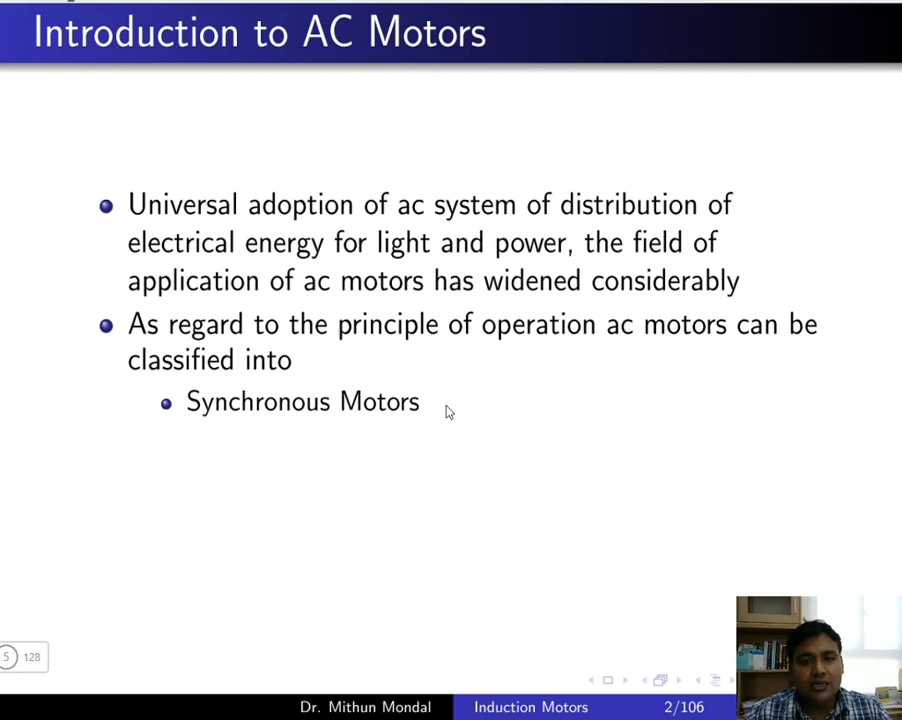 Introduction to AC Motors
Universal adoption of ac system of distribution of
electrical energy for light and power, the field of
application of ac motors has widened considerably
As regard to the principle of operation ac motors can be
classified into
Synchronous Motors
5 128
Dr. Mithun Mondal Induction Motors 2/106